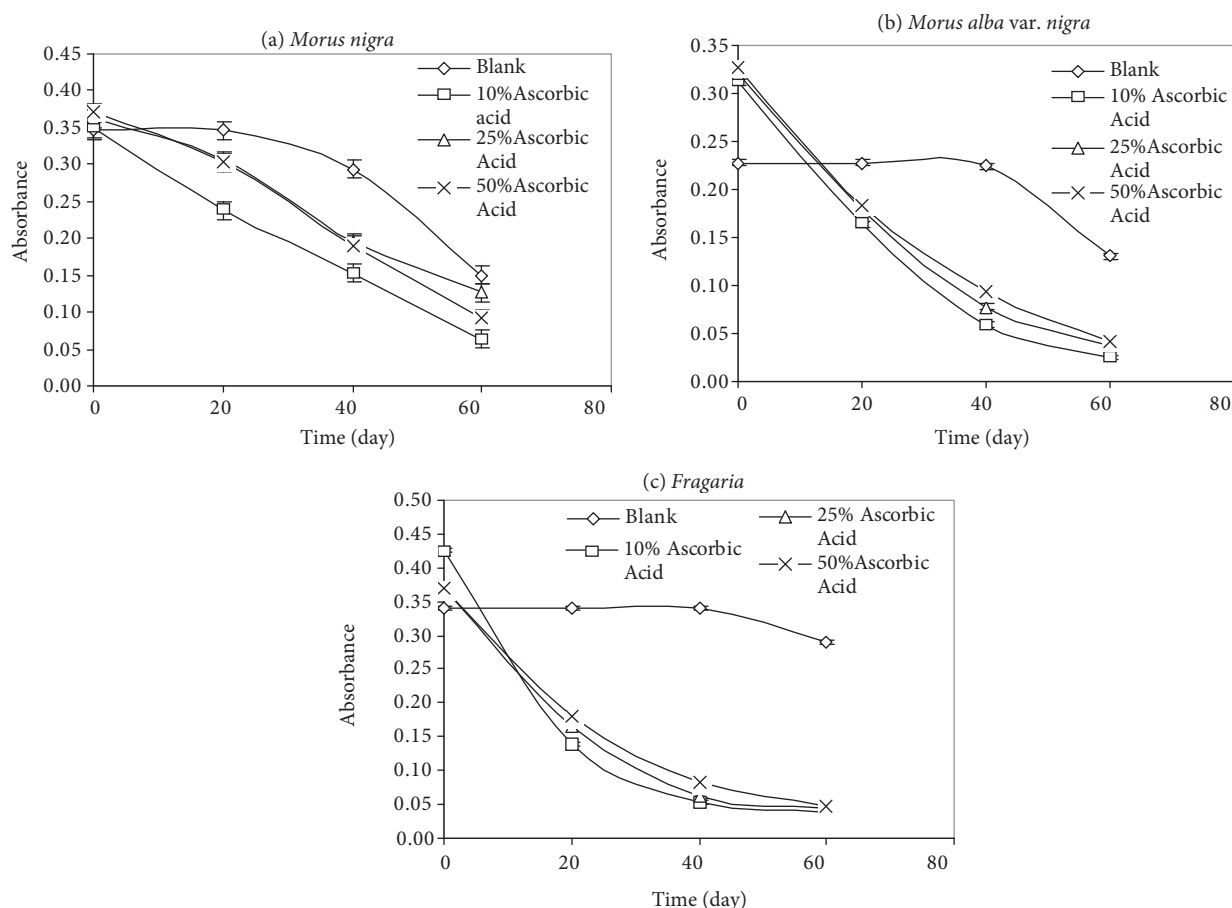 (a) Morus nigra
0.45
0.40
0.35
0.30
0.25
0.20
0.15
0.10
0.05
0.00
Absorbance
0
20
40
60
80
Time (day)
Blank
10%Ascorbic
acid
25%Ascorbic
Acid
50%Ascorbic
Acid
(b) Morus alba var. nigra
0.35
0.30
0.25
0.20
0.15
0.10
0.05
0.00
Absorbance
0
20
40
60
80
Time (day)
Blank
10% Ascorbic
Acid
25%Ascorbic
Acid
50%Ascorbic
Acid
(c) Fragaria
0.50
0.45
0.40
0.35
0.30
0.25
0.20
0.15
0.10
0.05
0.00
Absorbance
0
20
40
60
80
Time (day)
Blank
10% Ascorbic
Acid
25% Ascorbic
Acid
50%Ascorbic
Acid